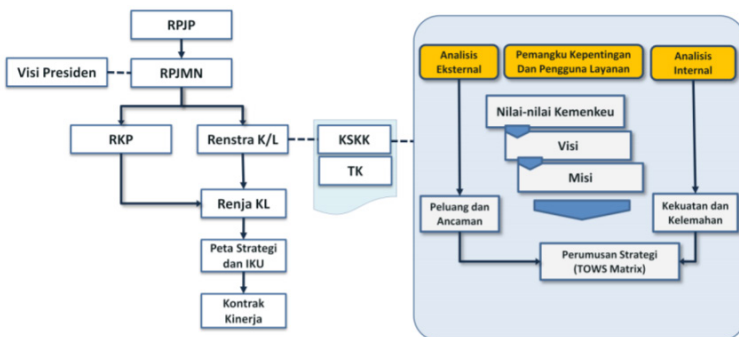 RPJP
Visi Presiden
RPJMN
RKP
Renstra K/L
KSKK
TK
Renja KL
Peta Strategi
dan IKU
Kontrak
Kinerja
Analisis
Eksternal
Pemangku Kepentingan
Dan Pengguna Layanan
Analisis
Internal
Nilai-nilai Kemenkeu
Visi
Misi
Peluang dan
Ancaman
Kekuatan dan
Kelemahan
Perumusan Strategi
(TOWS Matrix)